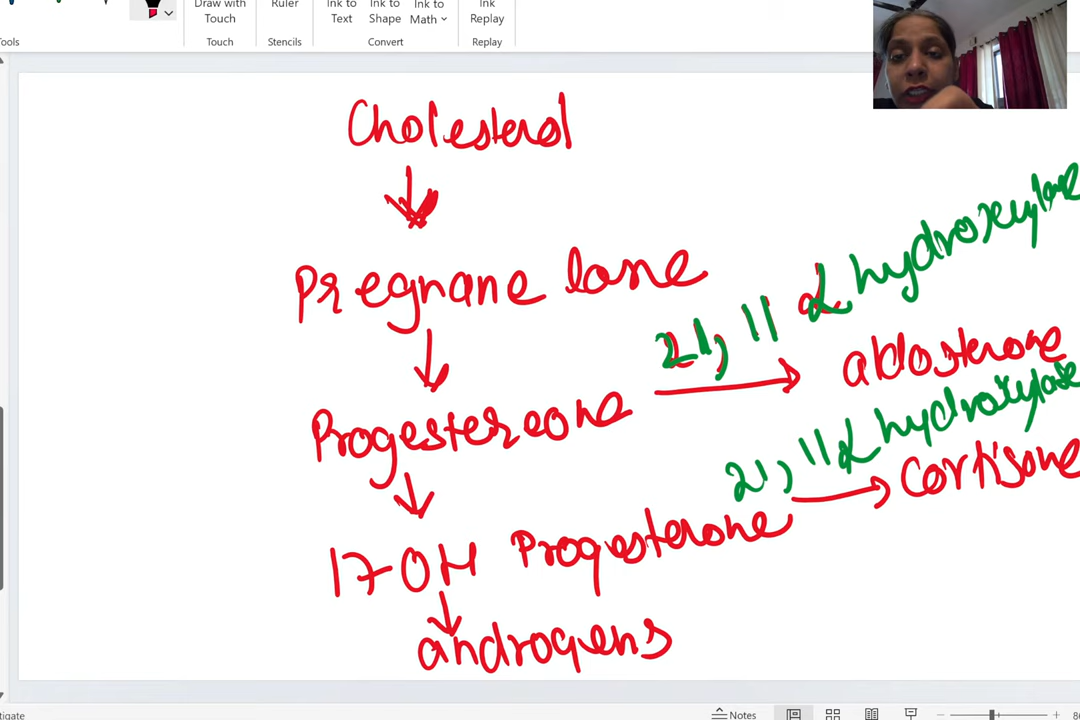 Draw with Touch
Ruler
Ink to Text
Ink to Shape
Ink to Math
Ink Replay
Touch
Stencils
Convert
Replay
Cholesterol
Pregnane lone
21, 11 α hydroxylase
Progestereone → aldosterone
21, 11 α hydroxylase
17 OH Progesterone → Cortisone
androgens
Notes